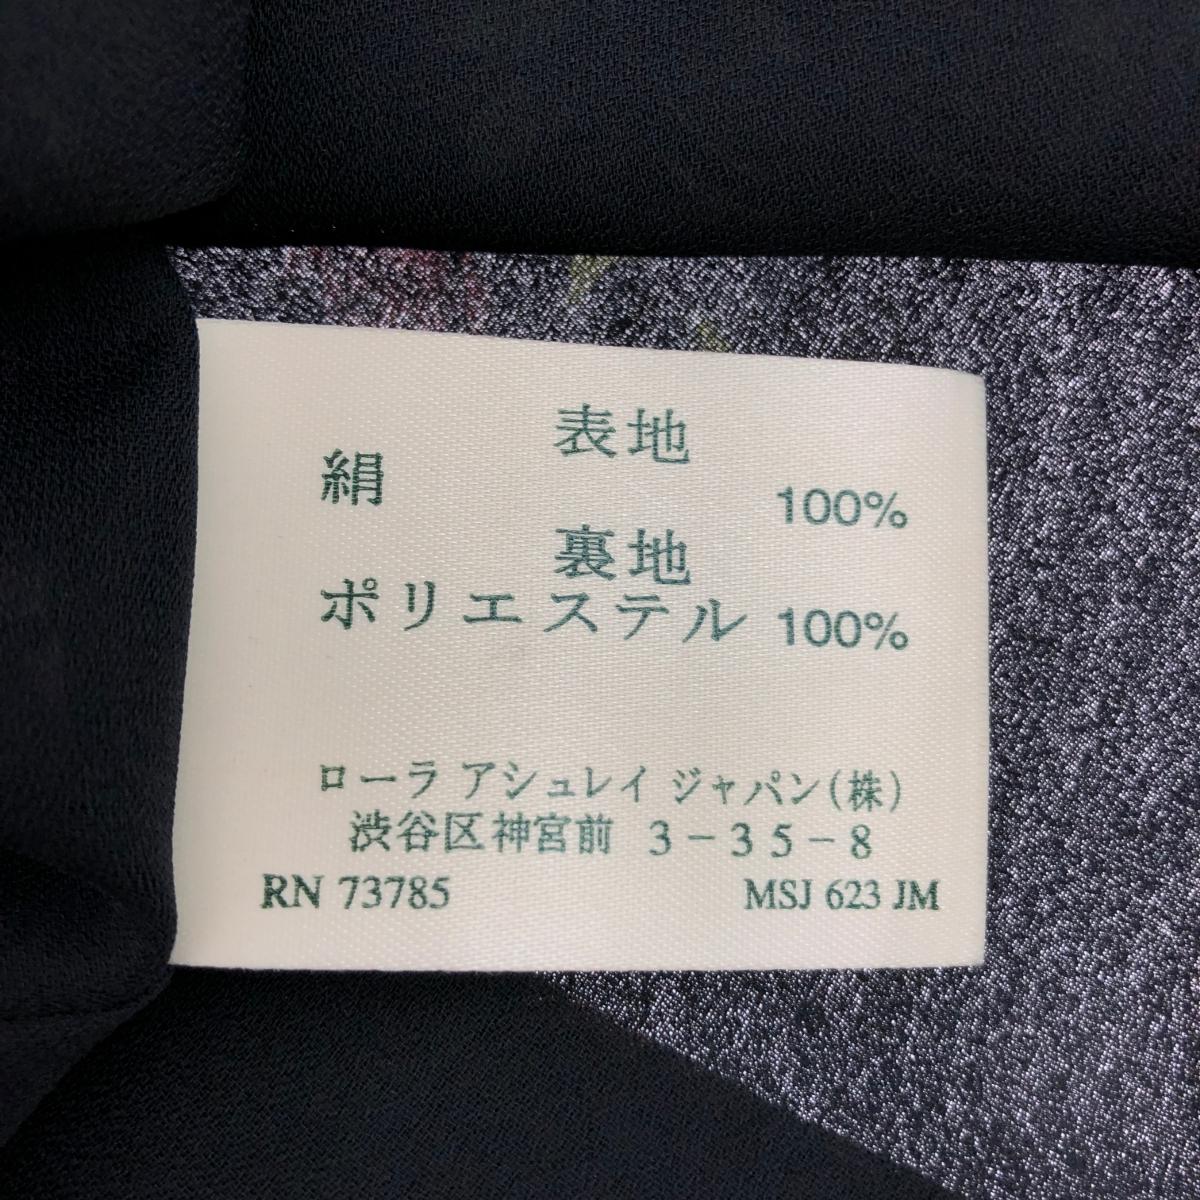 表地
絹 100%
裏地
ポリエステル 100%
ローラ アシュレイ ジャパン(株)
渋谷区神宮前 3-35-8
RN 73785 MSJ 623 JM